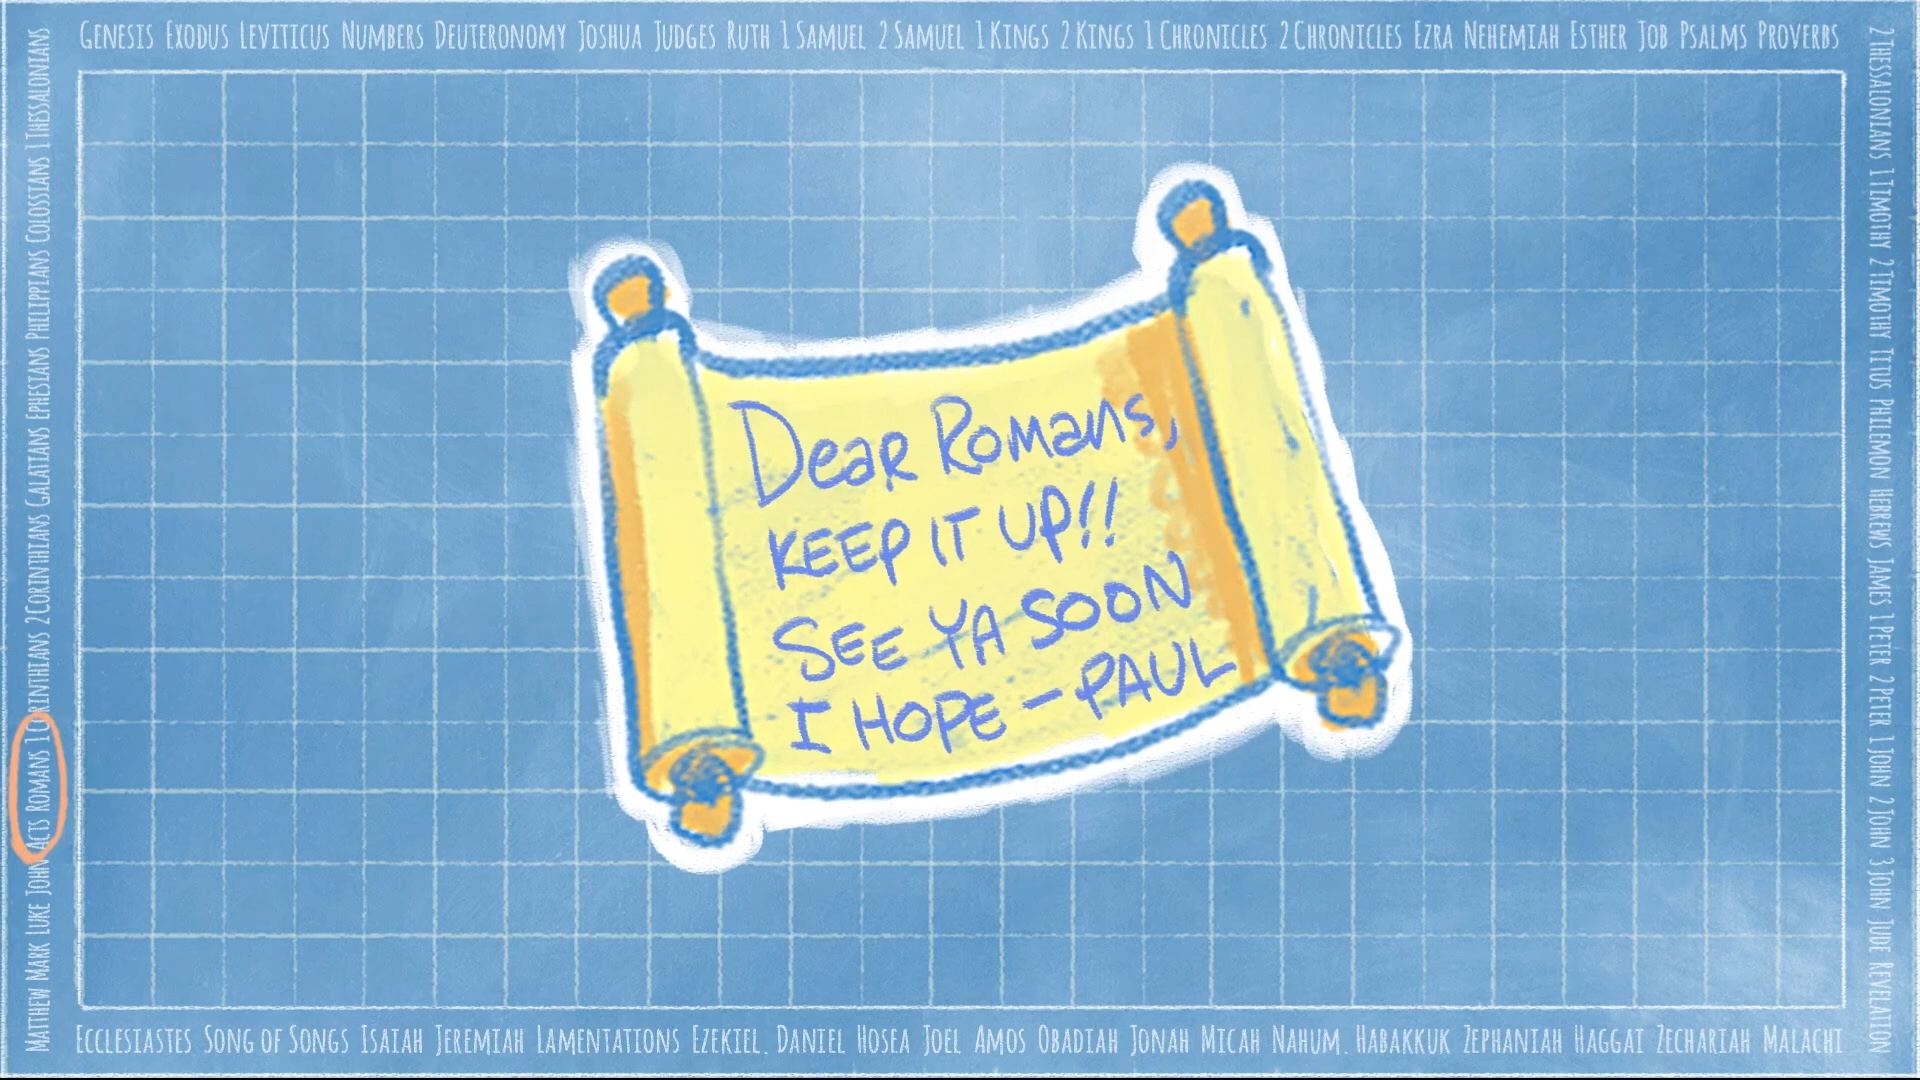 Genesis Exodus Leviticus Numbers Deuteronomy Joshua Judges Ruth 1 Samuel 2 Samuel 1 Kings 2 Kings 1 Chronicles 2 Chronicles Ezra Nehemiah Esther Job Psalms Proverbs
Matthew Mark Luke John Acts Romans 1 Corinthians 2 Corinthians Galatians Ephesians Philippians Colossians 1 Thessalonians
Dear Romans,
KEEP IT UP!!
SEE YA SOON
I HOPE - PAUL
2 Thessalonians 1 Timothy 2 Timothy Titus Philemon Hebrews James 1 Peter 2 Peter 1 John 2 John 3 John Jude Revelation
Ecclesiastes Song of Songs Isaiah Jeremiah Lamentations Ezekiel. Daniel Hosea Joel Amos Obadiah Jonah Micah Nahum. Habakkuk Zephaniah Haggai Zechariah Malachi